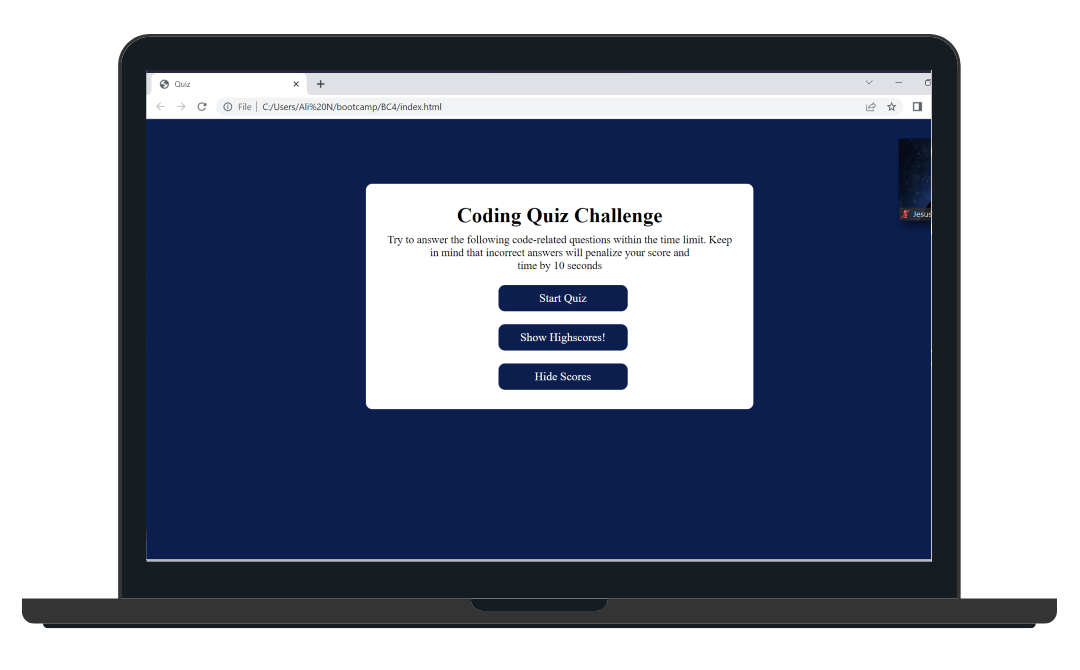 Quiz
File C:/Users/Ali%20N/bootcamp/BC4/index.html
Jesus
Coding Quiz Challenge
Try to answer the following code-related questions within the time limit. Keep
in mind that incorrect answers will penalize your score and
time by 10 seconds
Start Quiz
Show Highscores!
Hide Scores